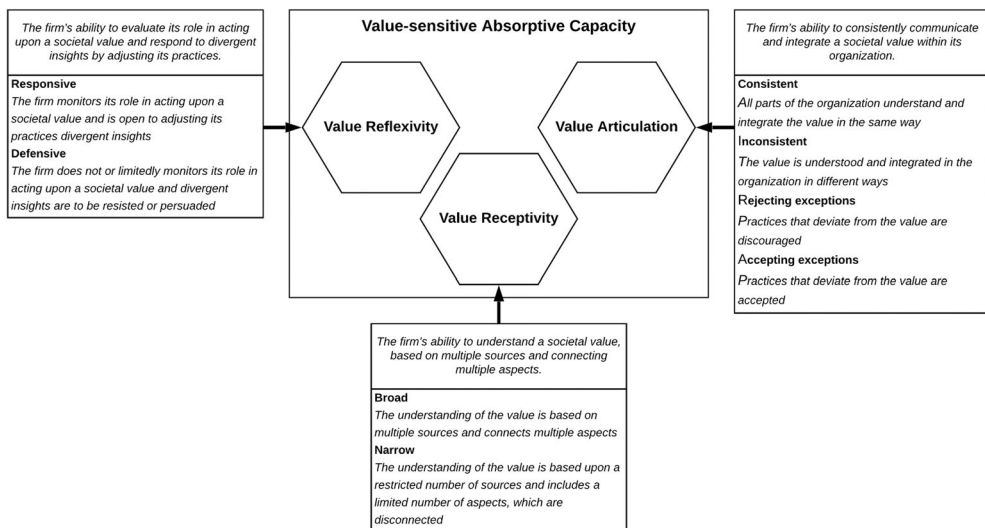 The firm's ability to evaluate its role in acting
upon a societal value and respond to divergent
insights by adjusting its practices.
Responsive
The firm monitors its role in acting upon a
societal value and is open to adjusting its
practices divergent insights
Defensive
The firm does not or limitedly monitors its role in
acting upon a societal value and divergent
insights are to be resisted or persuaded
Value-sensitive Absorptive Capacity
Value Reflexivity
Value Articulation
Value Receptivity
The firm's ability to consistently communicate
and integrate a societal value within its
organization.
Consistent
All parts of the organization understand and
integrate the value in the same way
Inconsistent
The value is understood and integrated in the
organization in different ways
Rejecting exceptions
Practices that deviate from the value are
discouraged
Accepting exceptions
Practices that deviate from the value are
accepted
The firm's ability to understand a societal value,
based on multiple sources and connecting
multiple aspects.
Broad
The understanding of the value is based on
multiple sources and connects multiple aspects
Narrow
The understanding of the value is based upon a
restricted number of sources and includes a
limited number of aspects, which are
disconnected